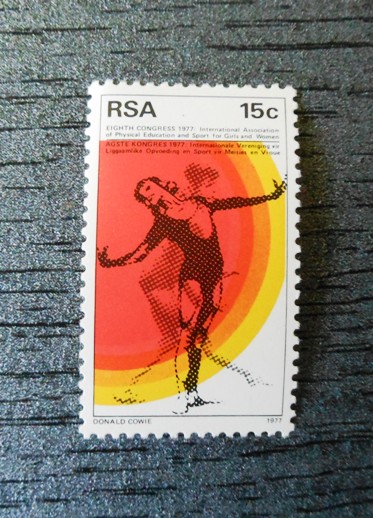 RSA 15c
EIGHTH CONGRESS 1977: International Association
of Physical Education and Sport for Girls and Women
AGSTE KONGRES 1977: Internationale Vereniging vir
Liggaamlike Opvoeding en Sport vir Meisies en Vroue
DONALD COWIE 1977